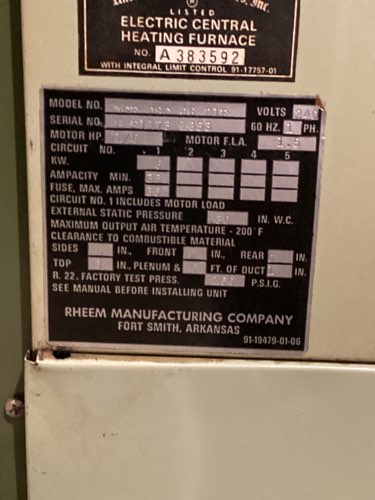 Inc.
LISTED
ELECTRIC CENTRAL
HEATING FURNACE
NO. A 383592
WITH INTEGRAL LIMIT CONTROL 91-17757-01
MODEL NO. VOLTS 240
SERIAL NO. 60 HZ. 1 PH.
MOTOR HP. MOTOR F.L.A. 1.5
CIRCUIT NO. 1 2 3 4 5
KW.
AMPACITY MIN.
FUSE, MAX. AMPS
CIRCUIT NO. 1 INCLUDES MOTOR LOAD
EXTERNAL STATIC PRESSURE IN. W.C.
MAXIMUM OUTPUT AIR TEMPERATURE - 200° F
CLEARANCE TO COMBUSTIBLE MATERIAL
SIDES IN., FRONT IN., REAR IN.
TOP IN., PLENUM & FT. OF DUCT IN.
R. 22. FACTORY TEST PRESS. P.S.I.G.
SEE MANUAL BEFORE INSTALLING UNIT
RHEEM MANUFACTURING COMPANY
FORT SMITH, ARKANSAS
91-19479-01-06